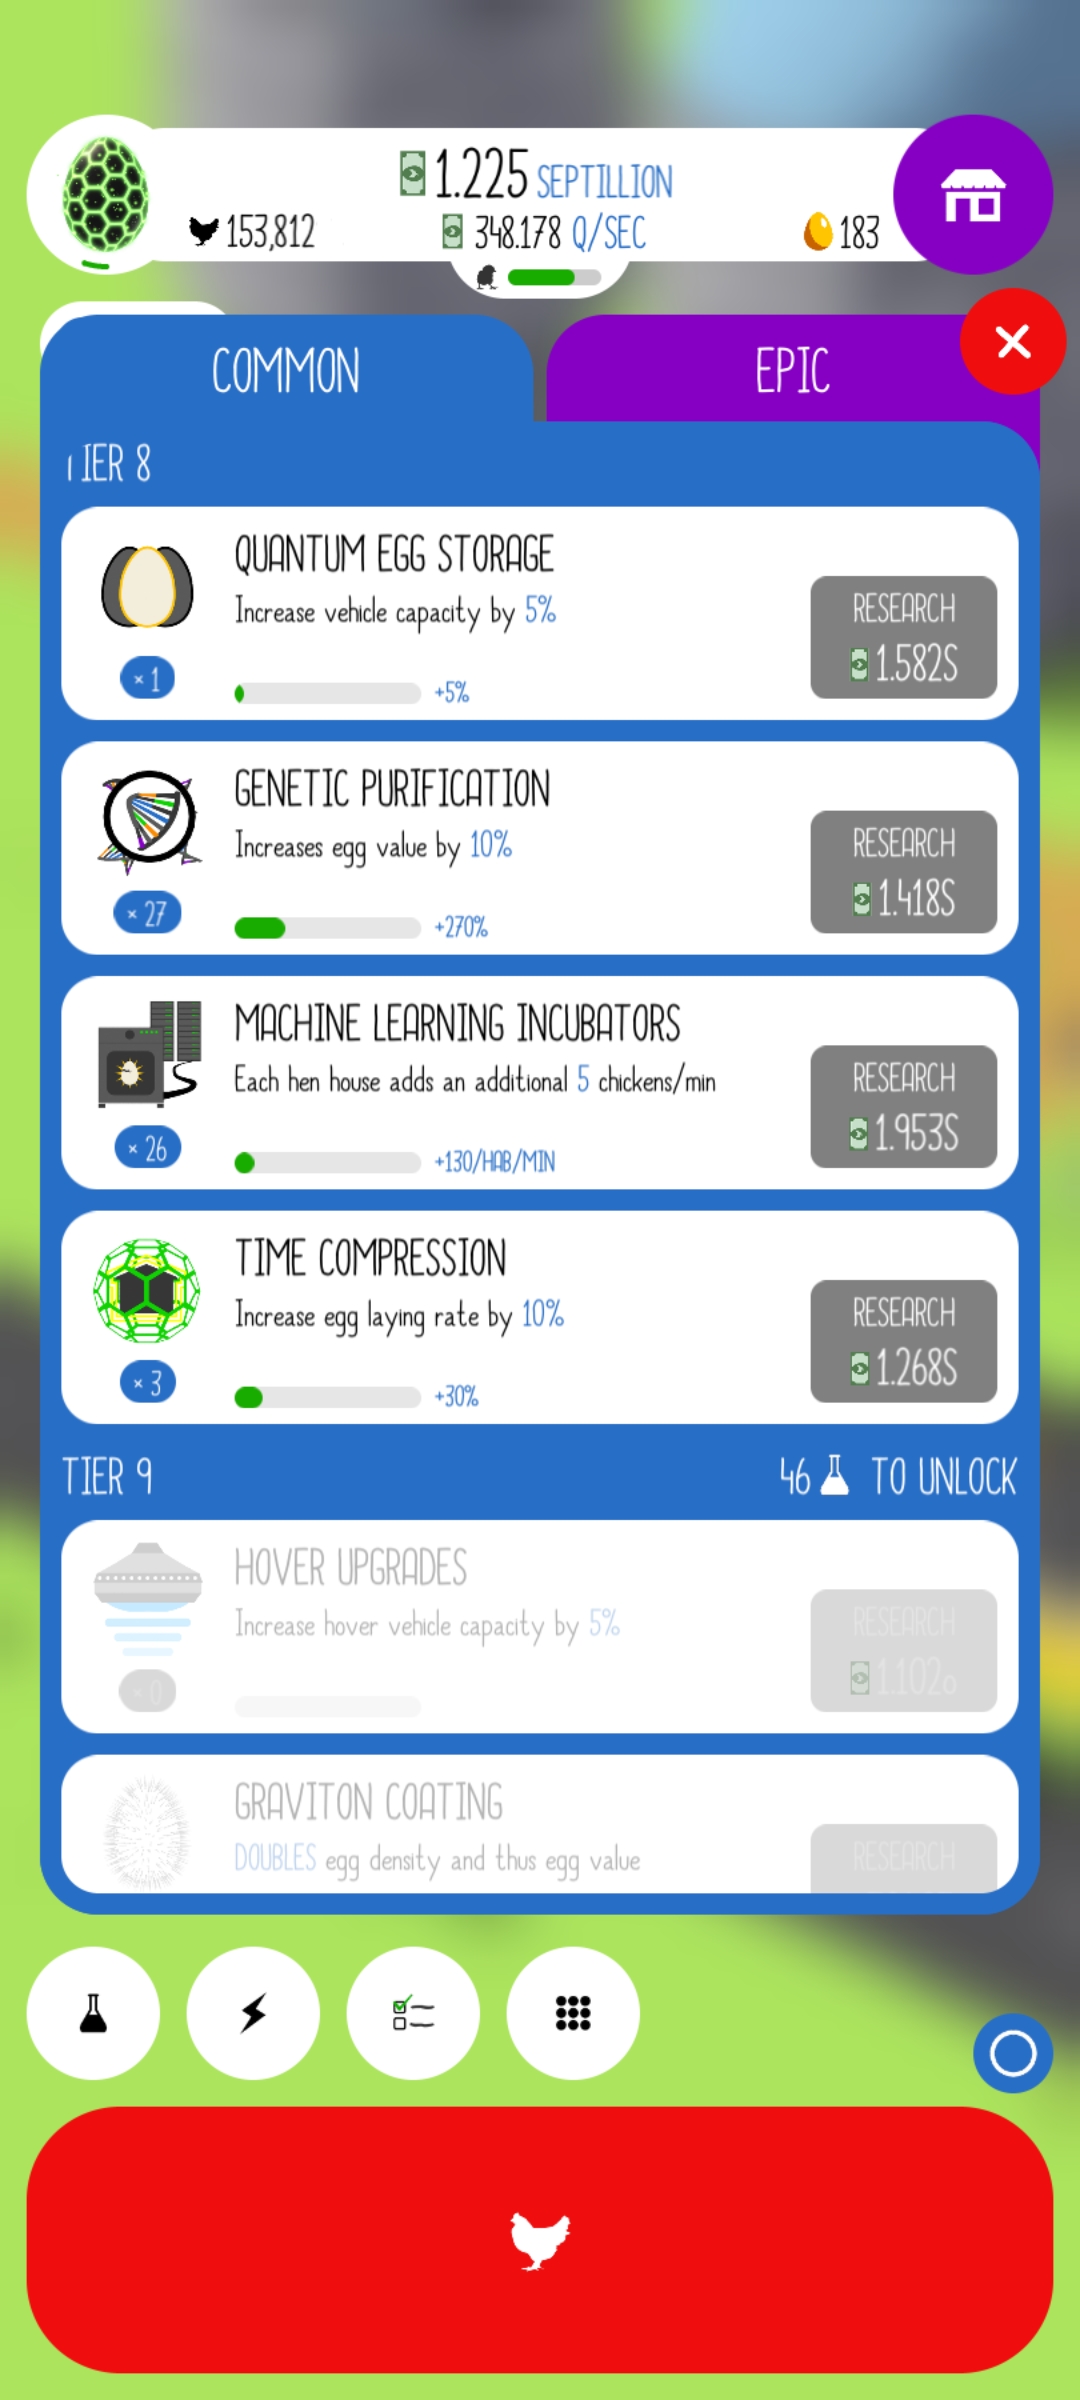 1.225 SEPTILLION
153,812
348.178 Q/SEC
183
COMMON
EPIC
TIER 8
QUANTUM EGG STORAGE
Increase vehicle capacity by 5%
× 1
+5%
RESEARCH
1.582S
GENETIC PURIFICATION
Increases egg value by 10%
× 27
+270%
RESEARCH
1.418S
MACHINE LEARNING INCUBATORS
Each hen house adds an additional 5 chickens/min
× 26
+130/HAB/MIN
RESEARCH
1.953S
TIME COMPRESSION
Increase egg laying rate by 10%
× 3
+30%
RESEARCH
1.268S
TIER 9
46 TO UNLOCK
HOVER UPGRADES
Increase hover vehicle capacity by 5%
× 0
RESEARCH
1.102o
GRAVITON COATING
DOUBLES egg density and thus egg value
RESEARCH